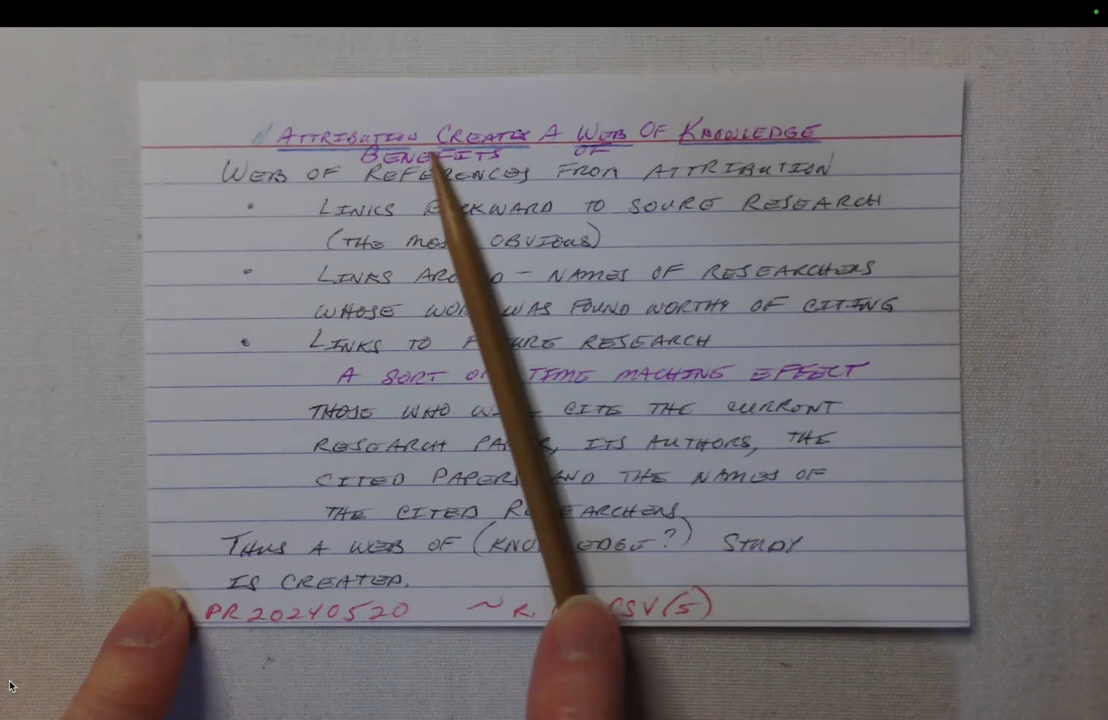 ATTRIBUTION CREATES A WEB OF KNOWLEDGE
BENEFITS OF
WEB OF REFERENCES FROM ATTRIBUTION
• LINKS BACKWARD TO SOURE RESEARCH
(THE MOST OBVIOUS)
• LINKS AROUND - NAMES OF RESEARCHERS
WHOSE WORK WAS FOUND WORTHY OF CITING
• LINKS TO FUTURE RESEARCH
A SORT OF TIME MACHINE EFFECT
THOSE WHO WILL CITE THE CURRENT
RESEARCH PAPER, ITS AUTHORS, THE
CITED PAPERS AND THE NAMES OF
THE CITED RESEARCHERS
THUS A WEB OF (KNOWLEDGE?) STUDY
IS CREATED.
PR20240520 ~ R. CSV(S)